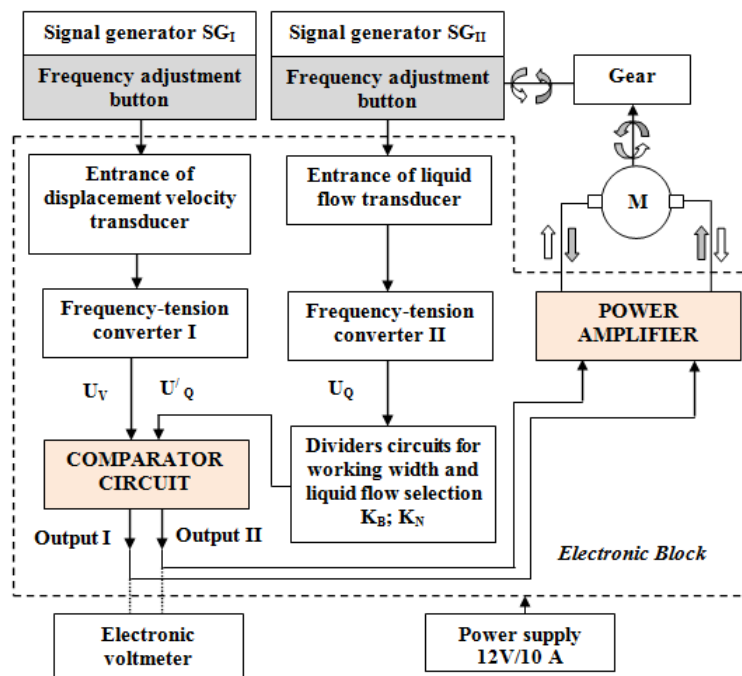 Signal generator SG_I
Frequency adjustment
button
Signal generator SG_II
Frequency adjustment
button
Gear
Entrance of
displacement velocity
transducer
Entrance of liquid
flow transducer
M
Frequency-tension
converter I
Frequency-tension
converter II
POWER
AMPLIFIER
U_V
U^/_Q
U_Q
COMPARATOR
CIRCUIT
Dividers circuits for
working width and
liquid flow selection
K_B; K_N
Output I
Output II
Electronic Block
Electronic
voltmeter
Power supply
12V/10 A